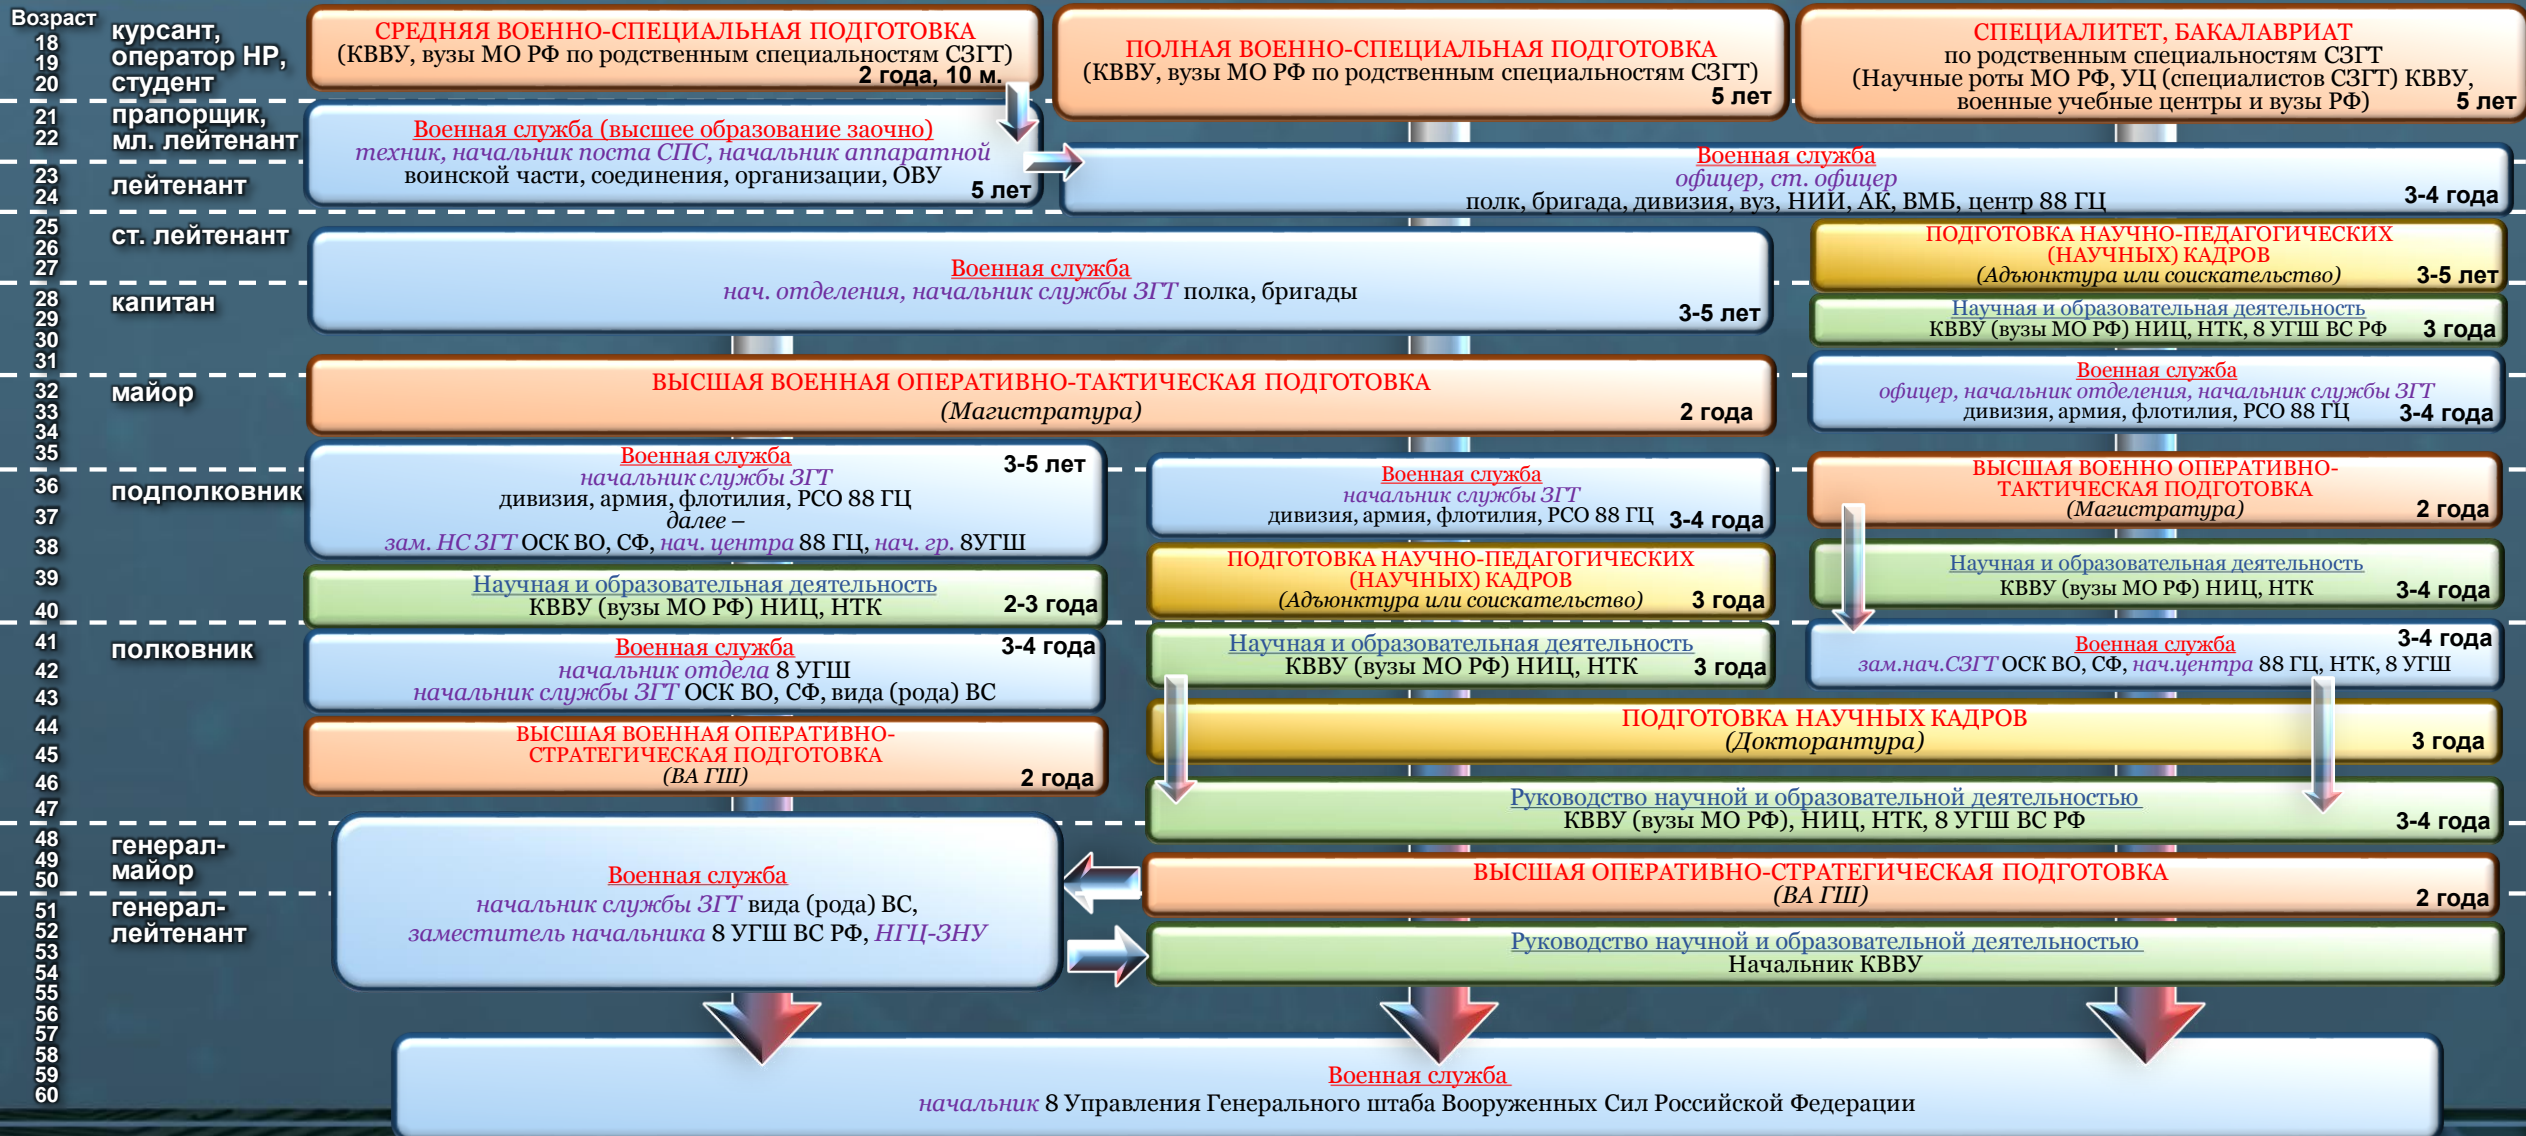 Возраст
18
19
20
21
22
23
24
25
26
27
28
29
30
31
32
33
34
35
36
37
38
39
40
41
42
43
44
45
46
47
48
49
50
51
52
53
54
55
56
57
58
59
60
курсант,
оператор НР,
студент
прапорщик,
мл. лейтенант
лейтенант
ст. лейтенант
капитан
майор
подполковник
полковник
генерал-
майор
генерал-
лейтенант
СРЕДНЯЯ ВОЕННО-СПЕЦИАЛЬНАЯ ПОДГОТОВКА
(КВВУ, вузы МО РФ по родственным специальностям СЗГТ)
2 года, 10 м.
ПОЛНАЯ ВОЕННО-СПЕЦИАЛЬНАЯ ПОДГОТОВКА
(КВВУ, вузы МО РФ по родственным специальностям СЗГТ)
5 лет
СПЕЦИАЛИТЕТ, БАКАЛАВРИАТ
по родственным специальностям СЗГТ
(Научные роты МО РФ, УЦ (специалистов СЗГТ) КВВУ,
военные учебные центры и вузы РФ)
5 лет
Военная служба (высшее образование заочно)
техник, начальник поста СПС, начальник аппаратной
воинской части, соединения, организации, ОВУ
5 лет
Военная служба
офицер, ст. офицер
полк, бригада, дивизия, вуз, НИИ, АК, ВМБ, центр 88 ГЦ
3-4 года
Военная служба
нач. отделения, начальник службы ЗГТ полка, бригады
3-5 лет
ПОДГОТОВКА НАУЧНО-ПЕДАГОГИЧЕСКИХ
(НАУЧНЫХ) КАДРОВ
(Адъюнктура или соискательство)
3-5 лет
Научная и образовательная деятельность
КВВУ (вузы МО РФ) НИЦ, НТК, 8 УГШ ВС РФ
3 года
ВЫСШАЯ ВОЕННАЯ ОПЕРАТИВНО-ТАКТИЧЕСКАЯ ПОДГОТОВКА
(Магистратура)
2 года
Военная служба
офицер, начальник отделения, начальник службы ЗГТ
дивизия, армия, флотилия, РСО 88 ГЦ
3-4 года
Военная служба
3-5 лет
начальник службы ЗГТ
дивизия, армия, флотилия, РСО 88 ГЦ
далее –
зам. НС ЗГТ ОСК ВО, СФ, нач. центра 88 ГЦ, нач. гр. 8УГШ
Военная служба
начальник службы ЗГТ
дивизия, армия, флотилия, РСО 88 ГЦ
3-4 года
ВЫСШАЯ ВОЕННО ОПЕРАТИВНО-
ТАКТИЧЕСКАЯ ПОДГОТОВКА
(Магистратура)
2 года
Научная и образовательная деятельность
КВВУ (вузы МО РФ) НИЦ, НТК
2-3 года
ПОДГОТОВКА НАУЧНО-ПЕДАГОГИЧЕСКИХ
(НАУЧНЫХ) КАДРОВ
(Адъюнктура или соискательство)
3 года
Научная и образовательная деятельность
КВВУ (вузы МО РФ) НИЦ, НТК
3-4 года
Военная служба
3-4 года
начальник отдела 8 УГШ
начальник службы ЗГТ ОСК ВО, СФ, вида (рода) ВС
Научная и образовательная деятельность
КВВУ (вузы МО РФ) НИЦ, НТК
3 года
Военная служба
3-4 года
зам.нач.СЗГТ ОСК ВО, СФ, нач.центра 88 ГЦ, НТК, 8 УГШ
ВЫСШАЯ ВОЕННАЯ ОПЕРАТИВНО-
СТРАТЕГИЧЕСКАЯ ПОДГОТОВКА
(ВА ГШ)
2 года
ПОДГОТОВКА НАУЧНЫХ КАДРОВ
(Докторантура)
3 года
Руководство научной и образовательной деятельностью
КВВУ (вузы МО РФ), НИЦ, НТК, 8 УГШ ВС РФ
3-4 года
Военная служба
начальник службы ЗГТ вида (рода) ВС,
заместитель начальника 8 УГШ ВС РФ, НГЦ-ЗНУ
ВЫСШАЯ ОПЕРАТИВНО-СТРАТЕГИЧЕСКАЯ ПОДГОТОВКА
(ВА ГШ)
2 года
Руководство научной и образовательной деятельностью
Начальник КВВУ
Военная служба
начальник 8 Управления Генерального штаба Вооруженных Сил Российской Федерации